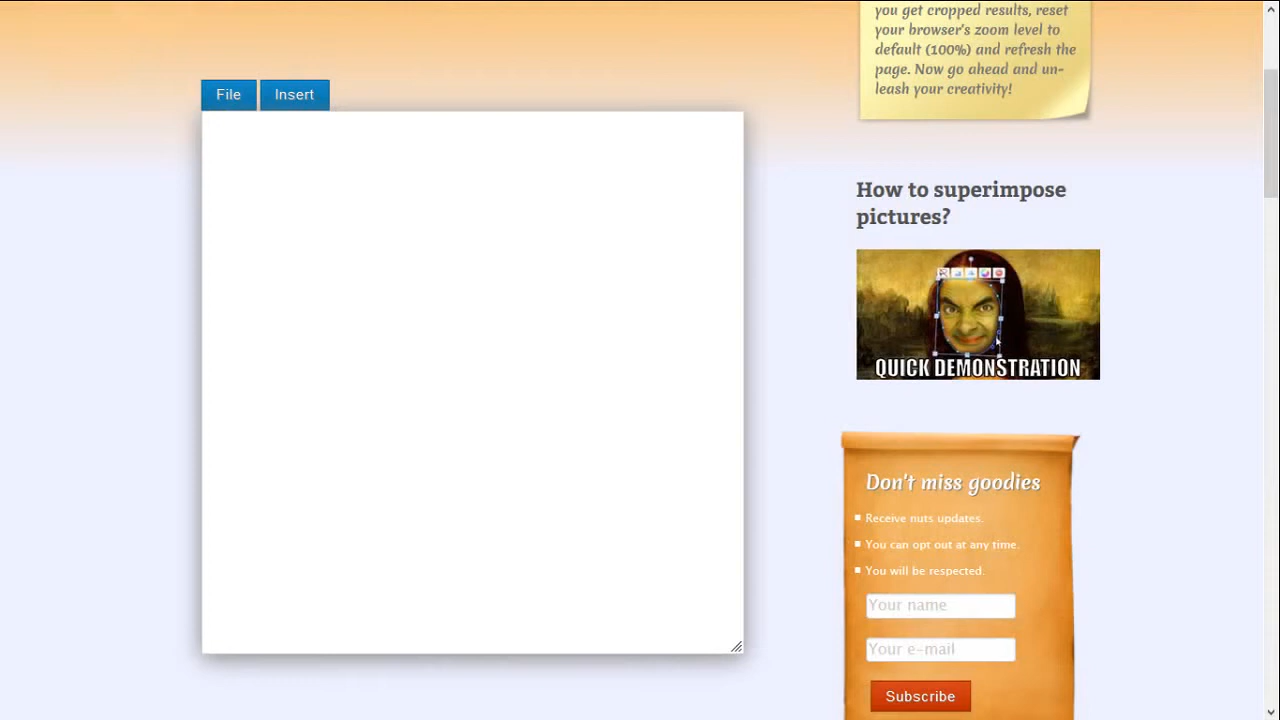 you get cropped results, reset
your browser's zoom level to
default (100%) and refresh the
page. Now go ahead and un-
leash your creativity!
File Insert
How to superimpose
pictures?
QUICK DEMONSTRATION
Don't miss goodies
Receive nuts updates.
You can opt out at any time.
You will be respected.
Your name
Your e-mail
Subscribe